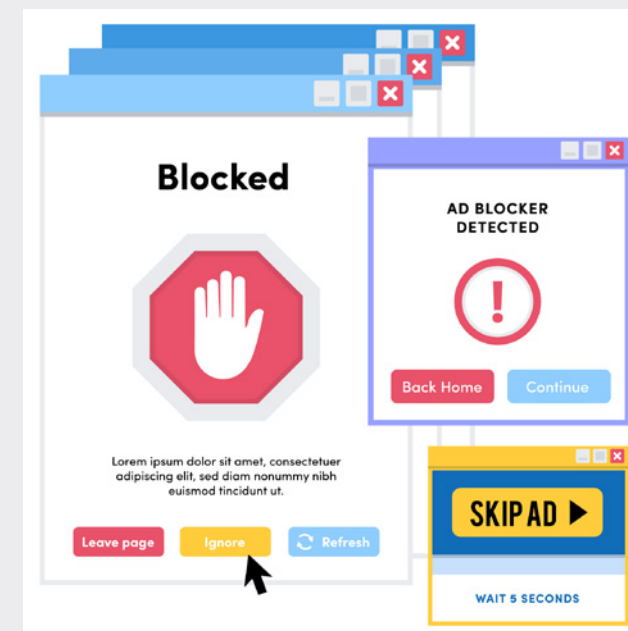 Blocked
Lorem ipsum dolor sit amet, consectetuer
adipiscing elit, sed diam nonummy nibh
euismod tincidunt ut.
Leave page
Ignore
Refresh
AD BLOCKER
DETECTED
!
Back Home
Continue
SKIP AD
WAIT 5 SECONDS